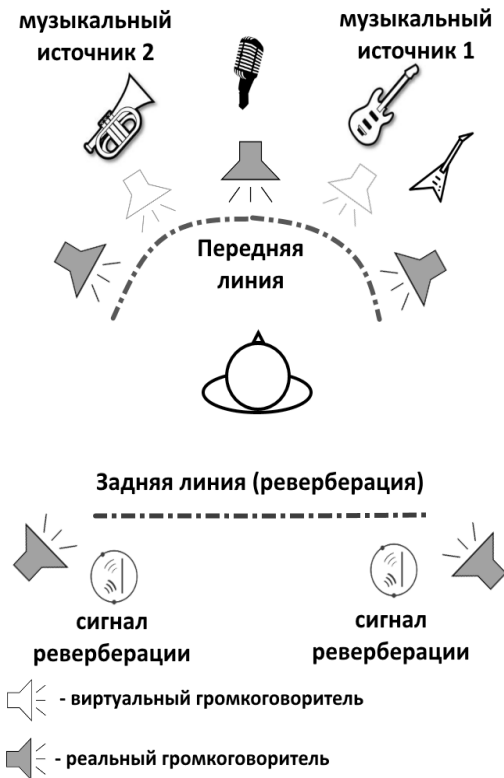 музыкальный
источник 2
музыкальный
источник 1
Передняя
линия
Задняя линия (реверберация)
сигнал
реверберации
сигнал
реверберации
- виртуальный громкоговоритель
- реальный громкоговоритель